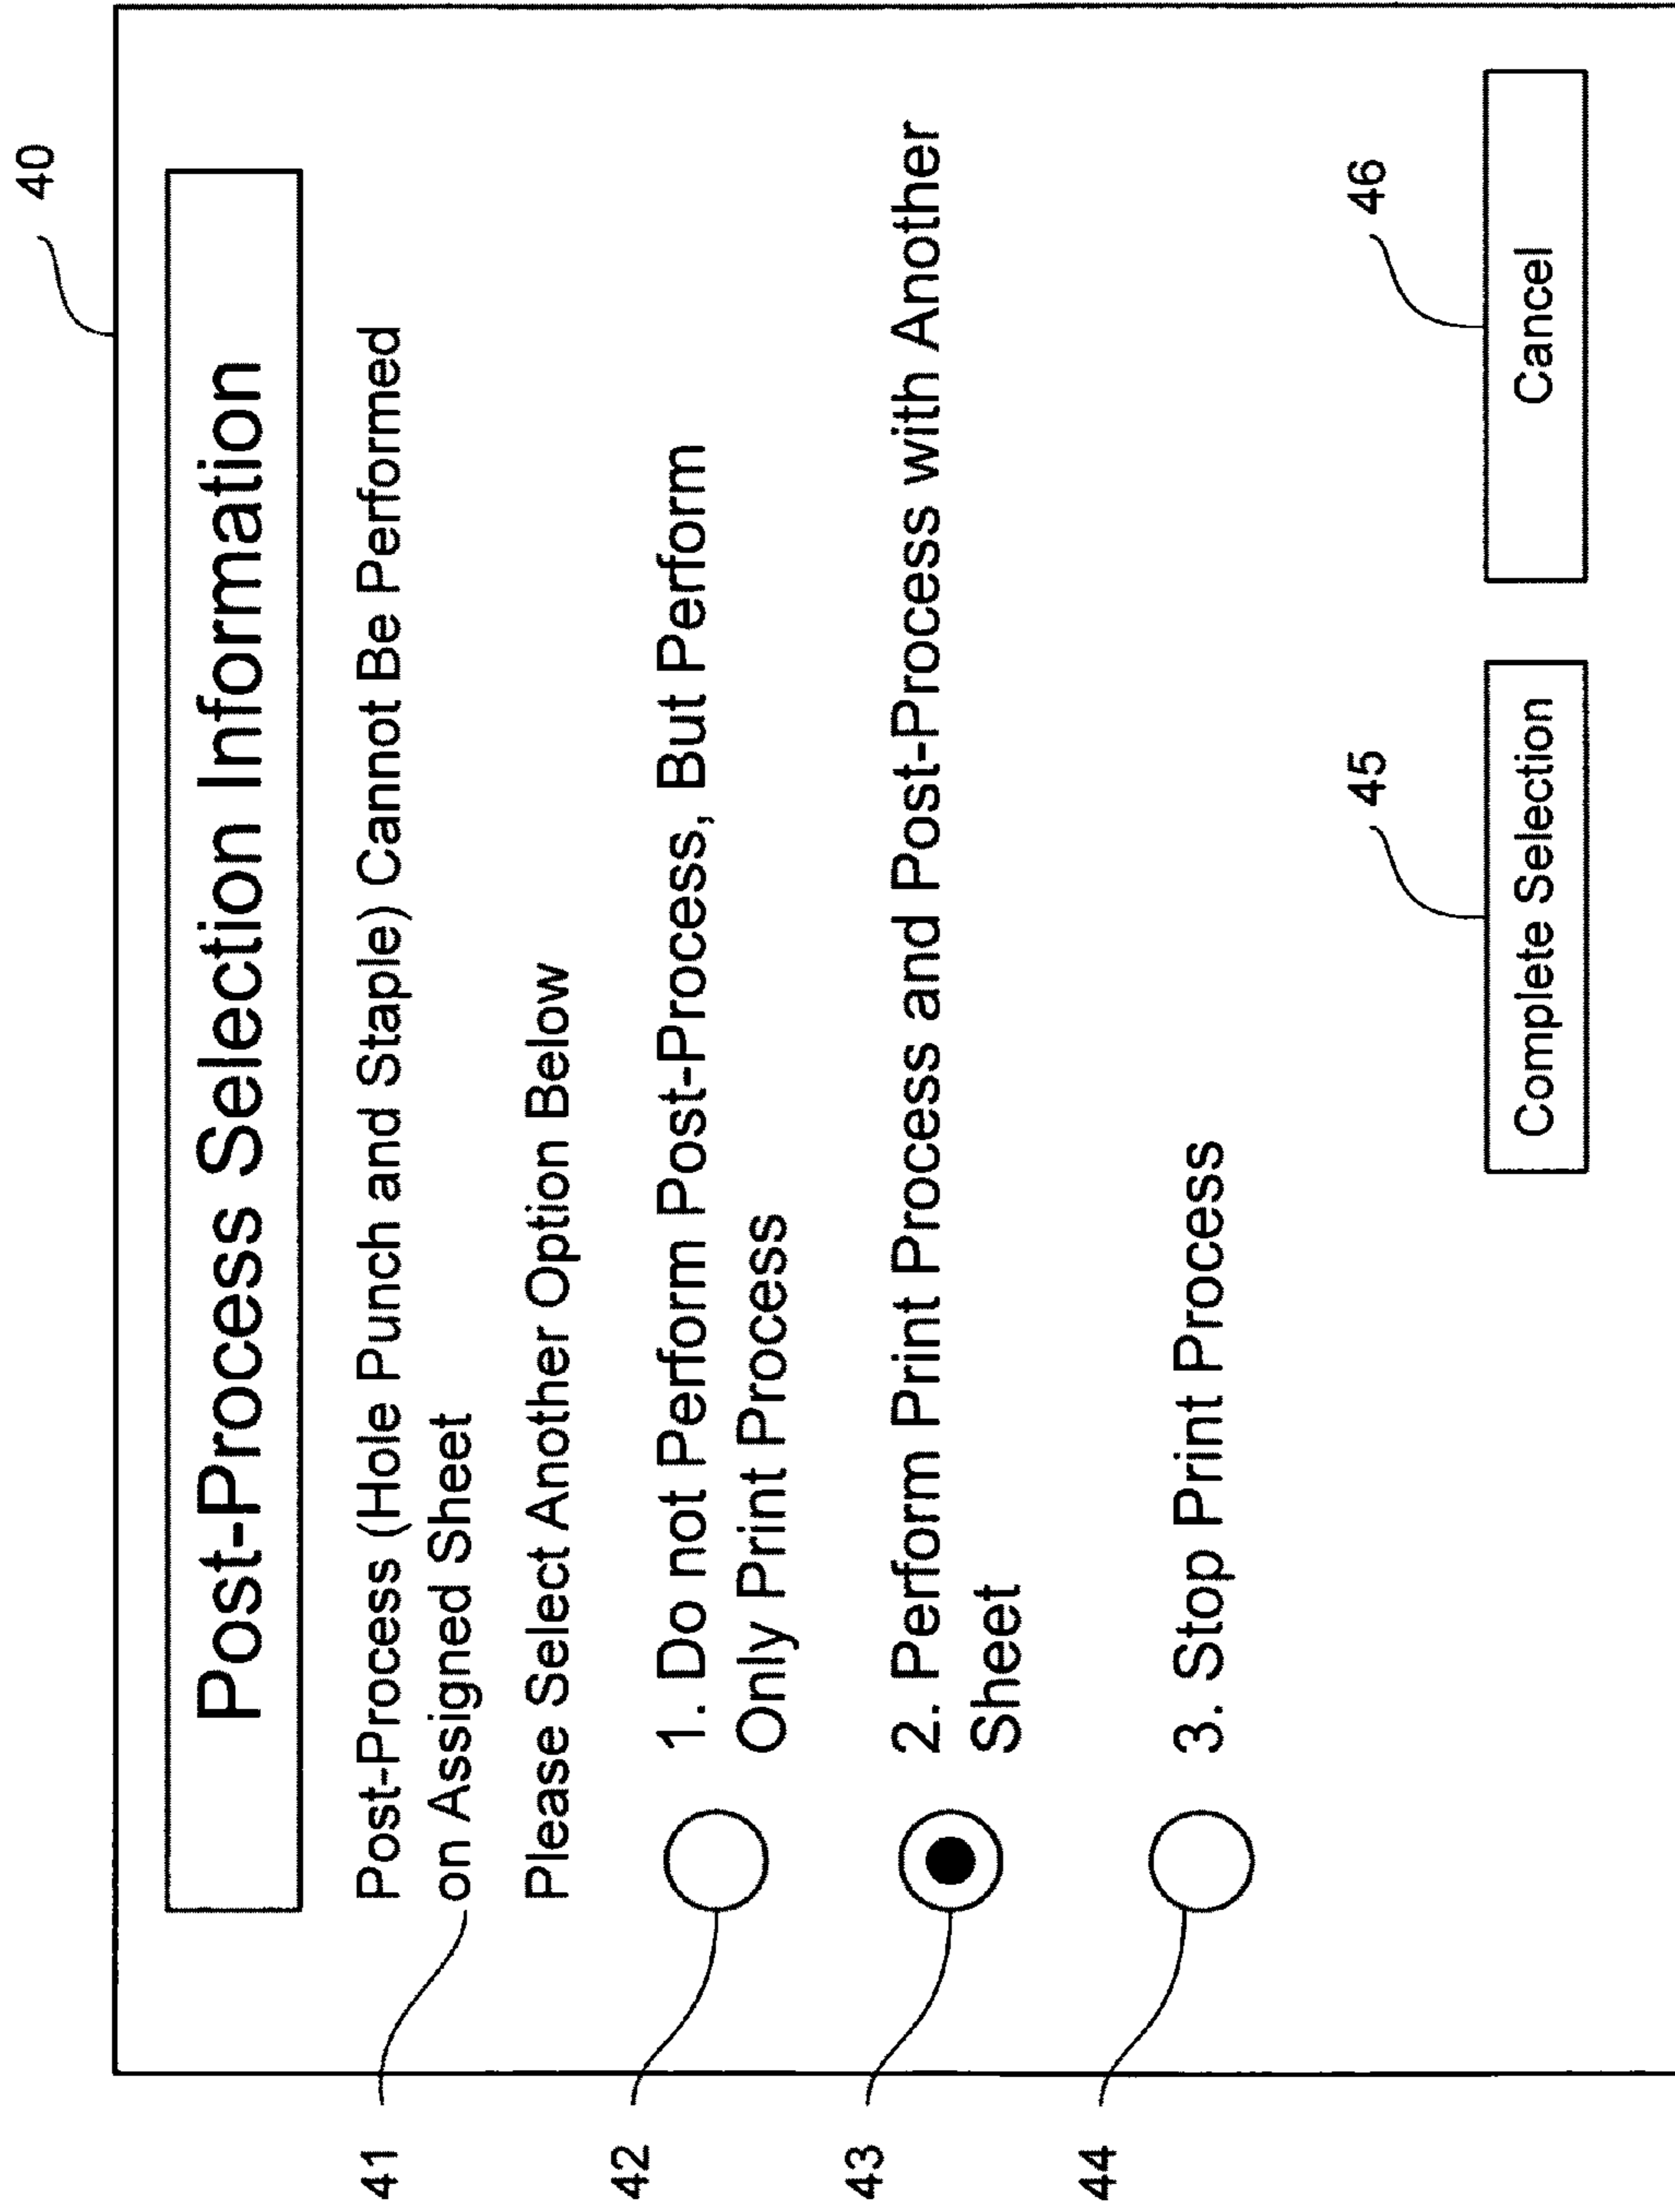 40
Post-Process Selection Information
Post-Process (Hole Punch and Staple) Cannot Be Performed
on Assigned Sheet
41
Please Select Another Option Below
42
1. Do not Perform Post-Process, But Perform
Only Print Process
43
2. Perform Print Process and Post-Process with Another
Sheet
44
3. Stop Print Process
45
46
Complete Selection
Cancel